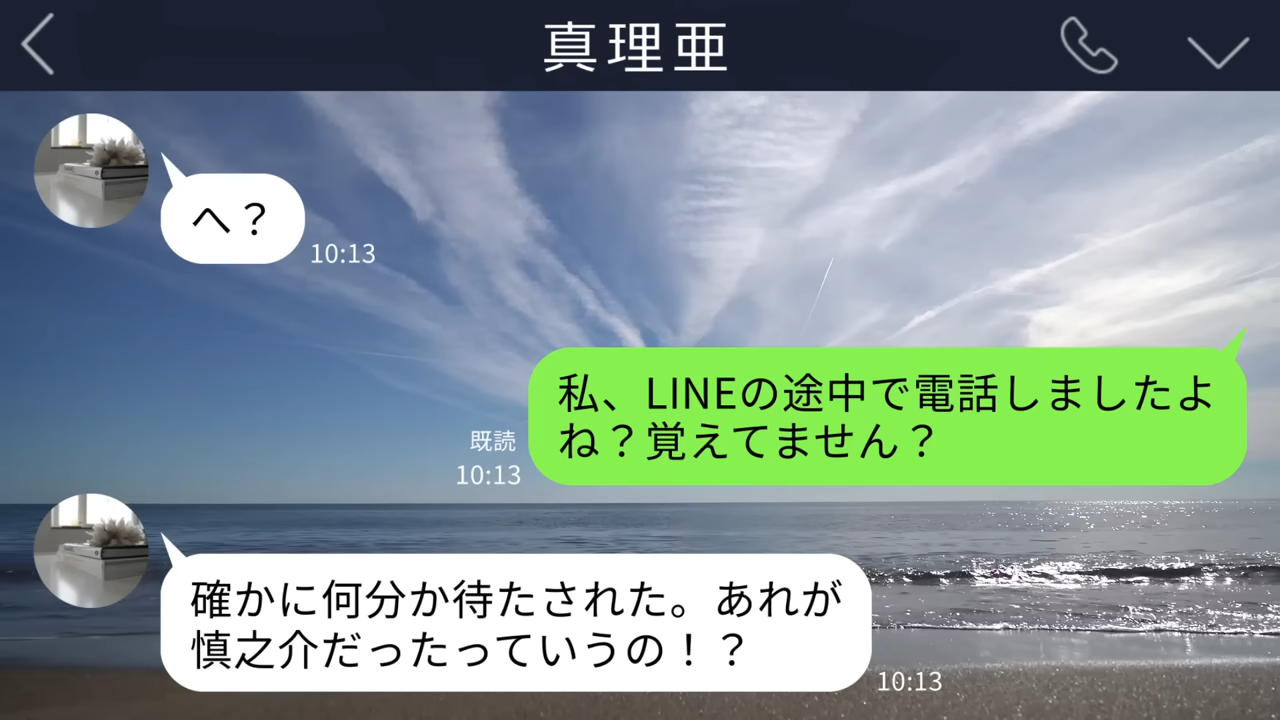 真理亜
へ？
10:13
私、LINEの途中で電話しましたよ
ね？覚えてません？
既読
10:13
確かに何分か待たされた。あれが
慎之介だったっていうの！？
10:13